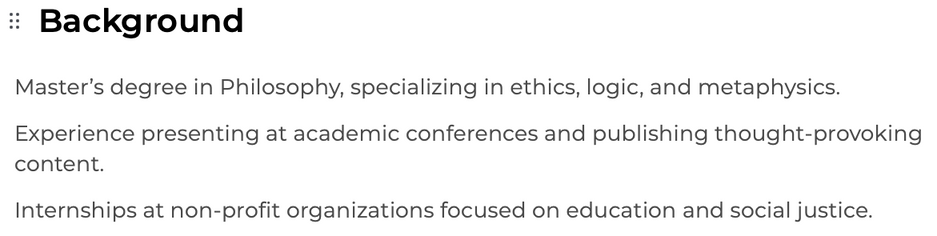 Background
Master’s degree in Philosophy, specializing in ethics, logic, and metaphysics.
Experience presenting at academic conferences and publishing thought-provoking
content.
Internships at non-profit organizations focused on education and social justice.